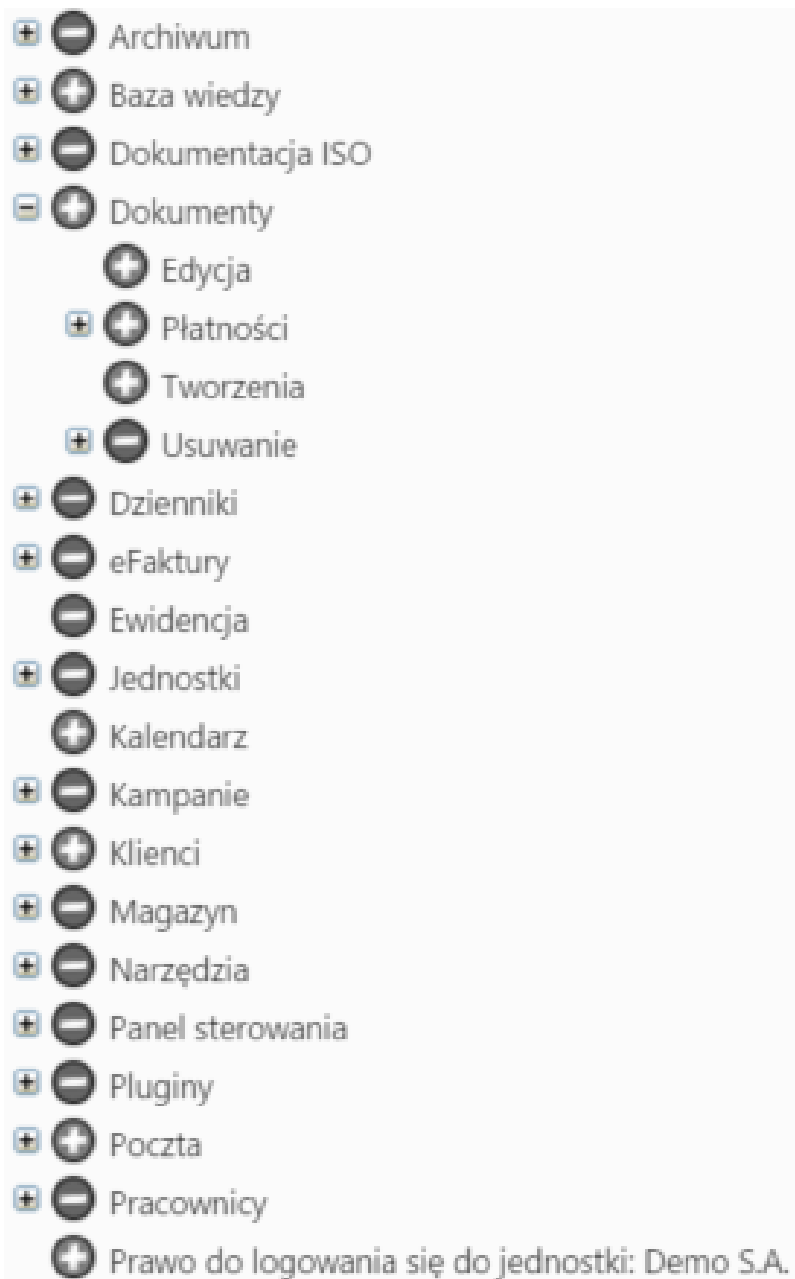 Archiwum
Baza wiedzy
Dokumentacja ISO
Dokumenty
Edycja
Płatności
Tworzenia
Usuwanie
Dzienniki
eFaktury
Ewidencja
Jednostki
Kalendarz
Kampanie
Klienci
Magazyn
Narzędzia
Panel sterowania
Pluginy
Poczta
Pracownicy
Prawo do logowania się do jednostki: Demo S.A.